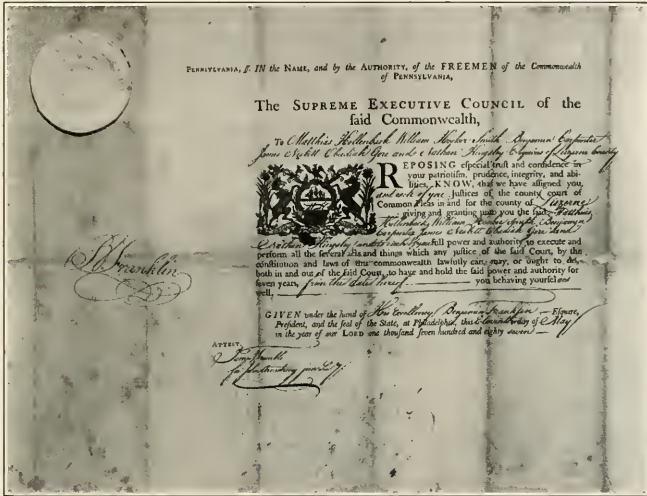 PENNSYLVANIA, ſſ. IN the NAME, and by the AUTHORITY, of the FREEMEN of the Commonwealth
of PENNSYLVANIA,
The SUPREME EXECUTIVE COUNCIL of the
ſaid Commonwealth,
To Matthias Hollenback William Hooker Smith Benjamin Carpenter
James Nesbitt Obediah Gore and Nathan Kingsley Esquires of Luzerne County
REPOSING eſpecial truſt and confidence in
your patriotiſm, prudence, integrity, and abi-
lities, KNOW, that we have aſſigned you,
and each of you Juſtices of the county court of
Common Pleas in and for the county of Luzerne
giving and granting unto you the ſaid Matthias
Hollenback, William Hooker Smith, Benjamin
Carpenter James Nesbitt Obediah Gore and
Nathan Kingsley full power and authority to execute and
perform all the ſeveral acts and things which any juſtice of the ſaid Court, by the
conſtitution and laws of this commonwealth lawfully can, may, or ought to do,
both in and out of the ſaid Court, to have and hold the ſaid power and authority for
ſeven years, from the date hereof you behaving yourſelves
well,
B Franklin
GIVEN under the hand of His Excellency Benjamin Franklin Eſquire,
Preſident, and the ſeal of the State, at Philadelphia, this Eleventh day of May
in the year of our LORD one thouſand ſeven hundred and eighty seven
ATTEST,
for